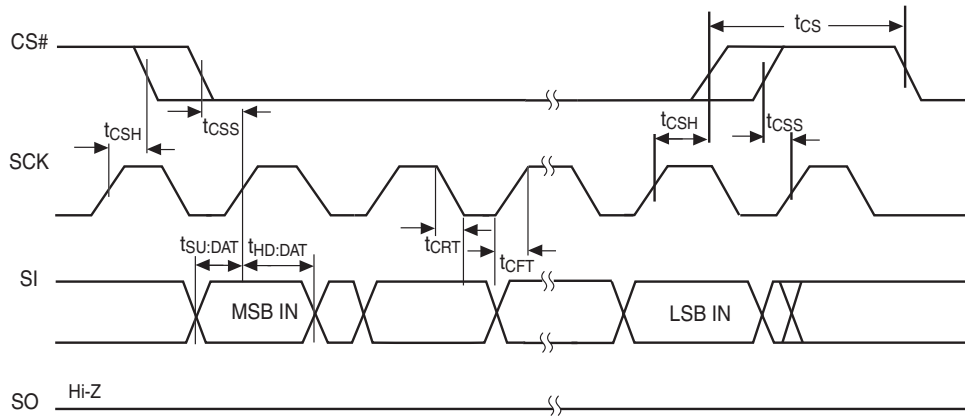 tCS
CS#
tCSH
tCSS
tCSH
tCSS
SCK
tSU:DAT
tHD:DAT
tCRT
tCFT
SI
MSB IN
LSB IN
Hi-Z
SO